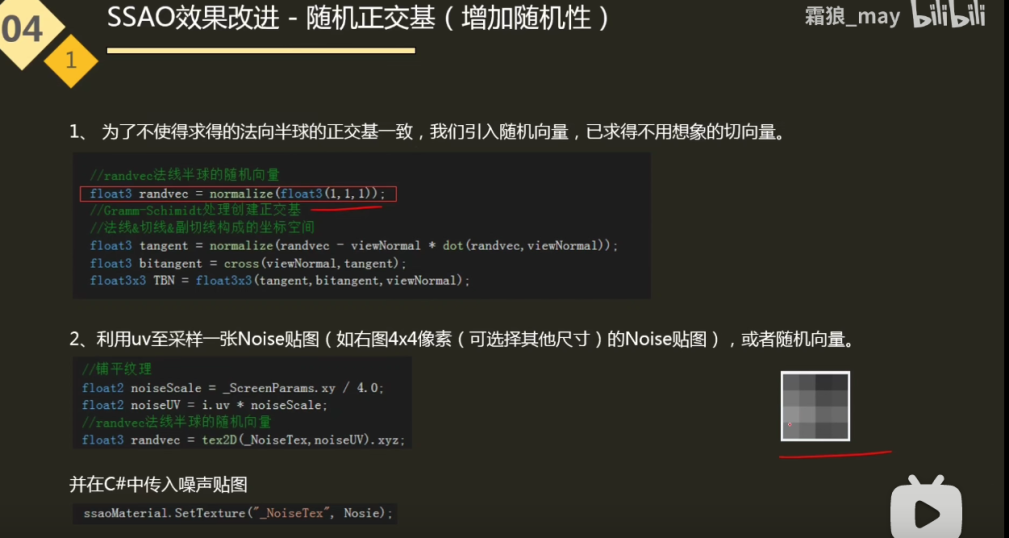 04
SSAO效果改进 - 随机正交基（增加随机性）
霜狼_may bilibili
1
1、 为了不使得求得的法向半球的正交基一致，我们引入随机向量，已求得不用想象的切向量。
//randvec法线半球的随机向量
float3 randvec = normalize(float3(1,1,1));
//Gramm-Schimidt处理创建正交基
//法线&切线&副切线构成的坐标空间
float3 tangent = normalize(randvec - viewNormal * dot(randvec,viewNormal));
float3 bitangent = cross(viewNormal,tangent);
float3x3 TBN = float3x3(tangent,bitangent,viewNormal);
2、利用uv至采样一张Noise贴图（如右图4x4像素（可选择其他尺寸）的Noise贴图），或者随机向量。
//铺平纹理
float2 noiseScale = _ScreenParams.xy / 4.0;
float2 noiseUV = i.uv * noiseScale;
//randvec法线半球的随机向量
float3 randvec = tex2D(_NoiseTex,noiseUV).xyz;
并在C#中传入噪声贴图
ssaoMaterial.SetTexture("_NoiseTex", Nosie);